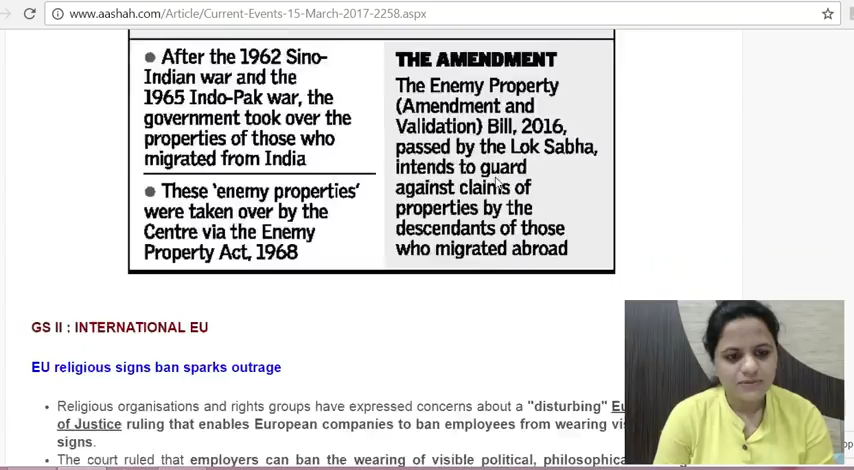 www.aashah.com/Article/Current-Events-15-March-2017-2258.aspx
After the 1962 Sino-
Indian war and the
1965 Indo-Pak war, the
government took over the
properties of those who
migrated from India
These 'enemy properties'
were taken over by the
Centre via the Enemy
Property Act, 1968
THE AMENDMENT
The Enemy Property
(Amendment and
Validation) Bill, 2016,
passed by the Lok Sabha,
intends to guard
against claims of
properties by the
descendants of those
who migrated abroad
GS II : INTERNATIONAL EU
EU religious signs ban sparks outrage
Religious organisations and rights groups have expressed concerns about a "disturbing"
of Justice ruling that enables European companies to ban employees from wearing
signs.
The court ruled that employers can ban the wearing of visible political,